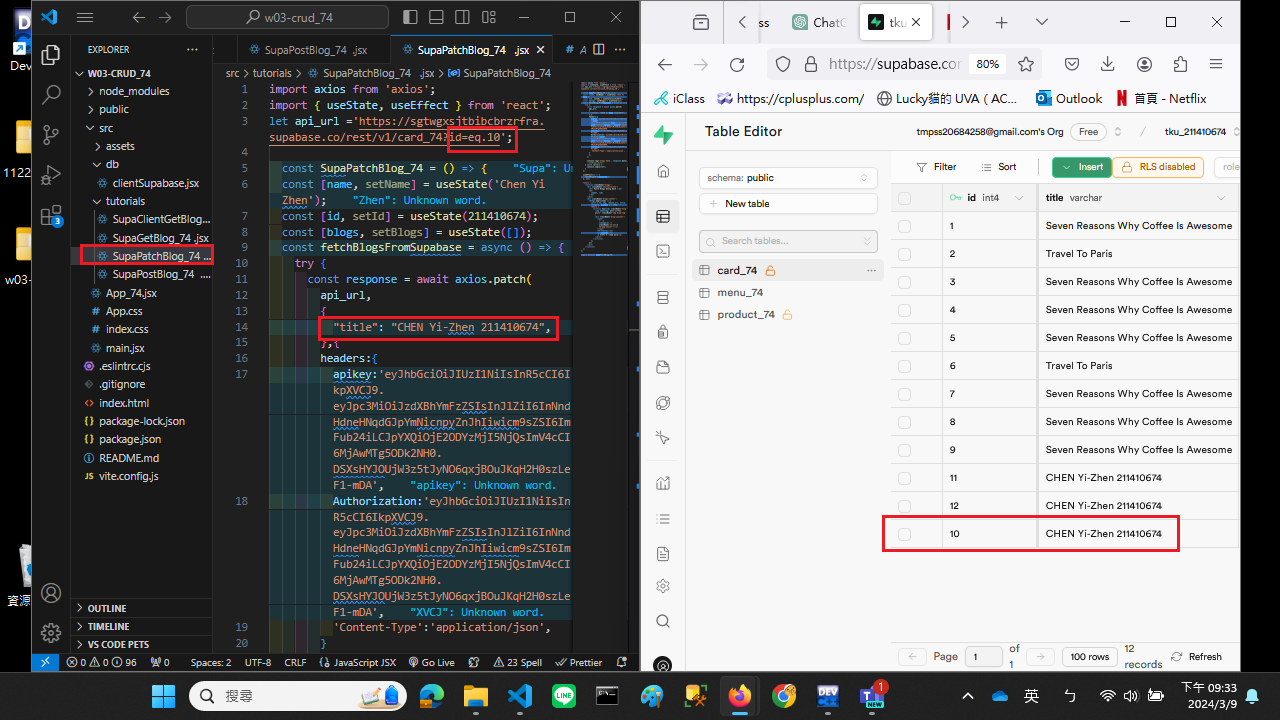 w03-crud_74
EXPLORER
W03-CRUD_74
node_modules
public
src
assets
db
clientSupabase.jsx
tutorials
SupaClientGetBlog...
SupaGetBlog_74 .jsx
SupaPatchBlog_74 ...
SupaPostBlog_74 ....
App_74.jsx
App.css
index.css
main.jsx
.eslintrc.cjs
.gitignore
index.html
package-lock.json
package.json
README.md
vite.config.js
OUTLINE
TIMELINE
VS CODE PETS
SupaPostBlog_74 .jsx
SupaPatchBlog_74 .jsx
src > tutorials > SupaPatchBlog_74 .jsx > SupaPatchBlog_74
1 import axios from 'axios';
2 import { useState, useEffect } from 'react';
3 let api_url ='https://sgtwgxsjtbibcbrzrfra.
supabase.co/rest/v1/card_74?id=eq.10';
4
5 const SupaPatchBlog_74 = () => { "Supa": Un
6 const [name, setName] = useState('Chen Yi
Zhen'); "Zhen": Unknown word.
7 const [id, setId] = useState(211410674);
8 const [blogs, setBlogs] = useState([]);
9 const fetchBlogsFromSupabase = async () => {
10 try {
11 const response = await axios.patch(
12 api_url,
13 {
14 "title": "CHEN Yi-Zhen 211410674",
15 },{
16 headers:{
17 apikey:'eyJhbGciOiJIUzI1NiIsInR5cCI6I
kpXVCJ9.
eyJpc3MiOiJzdXBhYmFzZSIsInJlZiI6InNnd
HdneHNqdGJpYmNicnpyZnJhIiwicm9sZSI6Im
Fub24iLCJpYXQiOjE2ODYzMjI5NjQsImV4cCI
6MjAwMTg5ODk2NH0.
DSXsHYJOUjW3z5tJyNO6qxjBOuJKqH2H0szLe
F1-mDA', "apikey": Unknown word.
18 Authorization:'eyJhbGciOiJIUzI1NiIsIn
R5cCI6IkpXVCJ9.
eyJpc3MiOiJzdXBhYmFzZSIsInJlZiI6InNnd
HdneHNqdGJpYmNicnpyZnJhIiwicm9sZSI6Im
Fub24iLCJpYXQiOjE2ODYzMjI5NjQsImV4cCI
6MjAwMTg5ODk2NH0.
DSXsHYJOUjW3z5tJyNO6qxjBOuJKqH2H0szLe
F1-mDA', "XVCJ": Unknown word.
19 'Content-Type':'application/json',
20 }
0 0 96 0 Spaces: 2 UTF-8 CRLF JavaScript JSX Go Live 23 Spell Prettier
ChatG
tku
https://supabase.co 80%
iClass https://cplusplus.com/ Lucky貓的 UVA ( AC... Outlook 首頁 - Netflix
Table Editor
tmpss20684258@gmail.com's Org Free / tku_211410674
schema: public
New table
Search tables...
card_74
menu_74
product_74
Filter Sort Insert RLS disabled role
id int4 title varchar
1 Seven Reasons Why Coffee Is Awesome
2 Travel To Paris
3 Seven Reasons Why Coffee Is Awesome
4 Seven Reasons Why Coffee Is Awesome
5 Seven Reasons Why Coffee Is Awesome
6 Travel To Paris
7 Seven Reasons Why Coffee Is Awesome
8 Seven Reasons Why Coffee Is Awesome
9 Seven Reasons Why Coffee Is Awesome
11 CHEN Yi-Zhen 211410674
12 CHEN Yi-Zhen 211410674
10 CHEN Yi-Zhen 211410674
Page 1 of 1 100 rows 12 records Refresh
Dev
1122
w03-
資源
搜尋
英
ㄅ
下午 09:33
2024/3/9